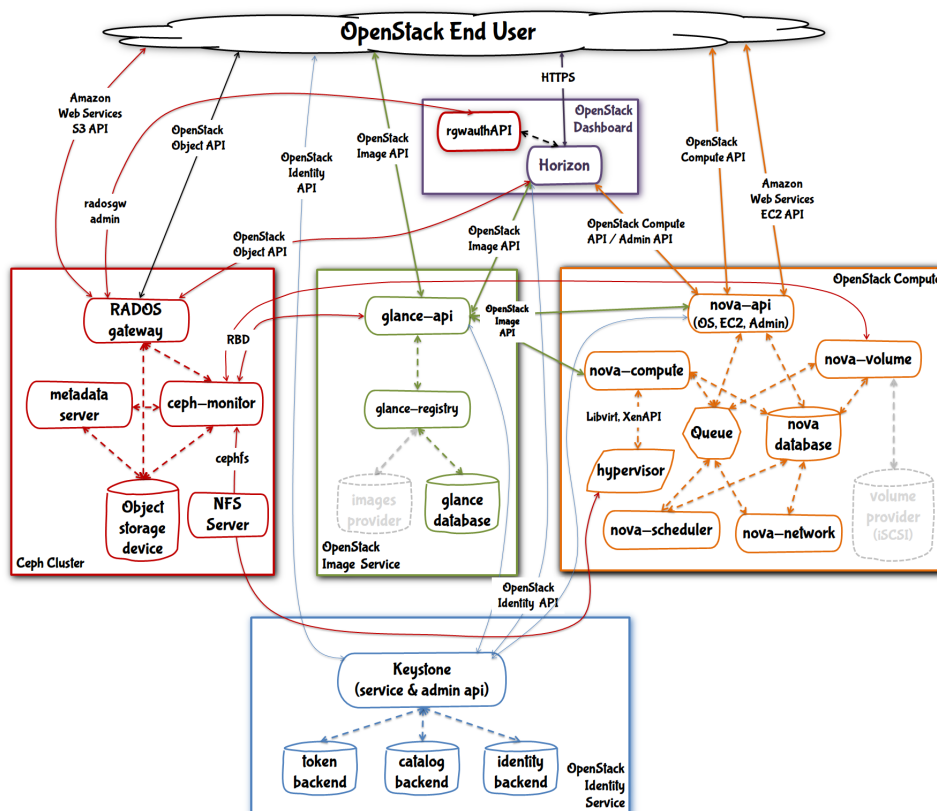 OpenStack End User
HTTPS
Amazon
Web Services
S3 API
OpenStack
Object API
OpenStack
Identity
API
OpenStack
Image API
rgwauthAPI
OpenStack
Dashboard
Horizon
OpenStack
Compute API
Amazon
Web Services
EC2 API
radosgw
admin
OpenStack
Object API
OpenStack
Image API
OpenStack Compute
API / Admin API
OpenStack Compute
RADOS
gateway
RBD
glance-api
OpenStack
Image
API
nova-api
(OS, EC2, Admin)
nova-volume
nova-compute
metadata
server
ceph-monitor
glance-registry
Libvirt, XenAPI
Queue
nova
database
cephfs
hypervisor
images
provider
glance
database
volume
provider
(iSCSI)
Object
storage
device
NFS
Server
nova-scheduler
nova-network
Ceph Cluster
OpenStack
Image Service
OpenStack
Identity API
Keystone
(service & admin api)
token
backend
catalog
backend
identity
backend
OpenStack
Identity
Service